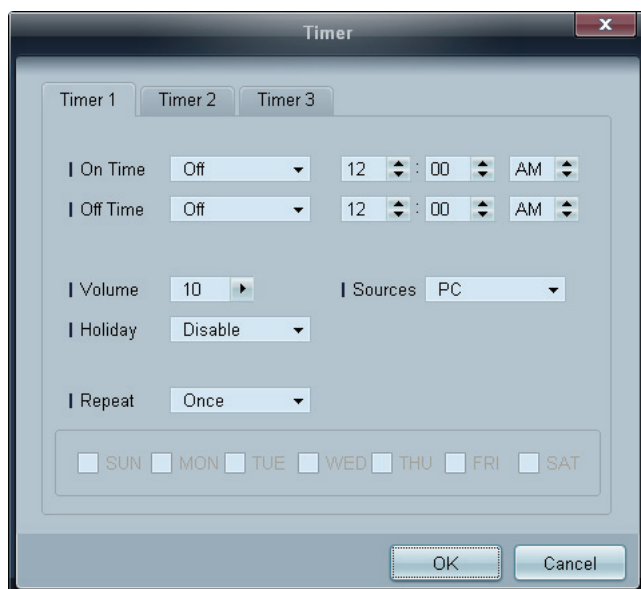 Timer
x
Timer 1 Timer 2 Timer 3
On Time Off 12 : 00 AM
Off Time Off 12 : 00 AM
Volume 10 Sources PC
Holiday Disable
Repeat Once
SUN MON TUE WED THU FRI SAT
OK Cancel